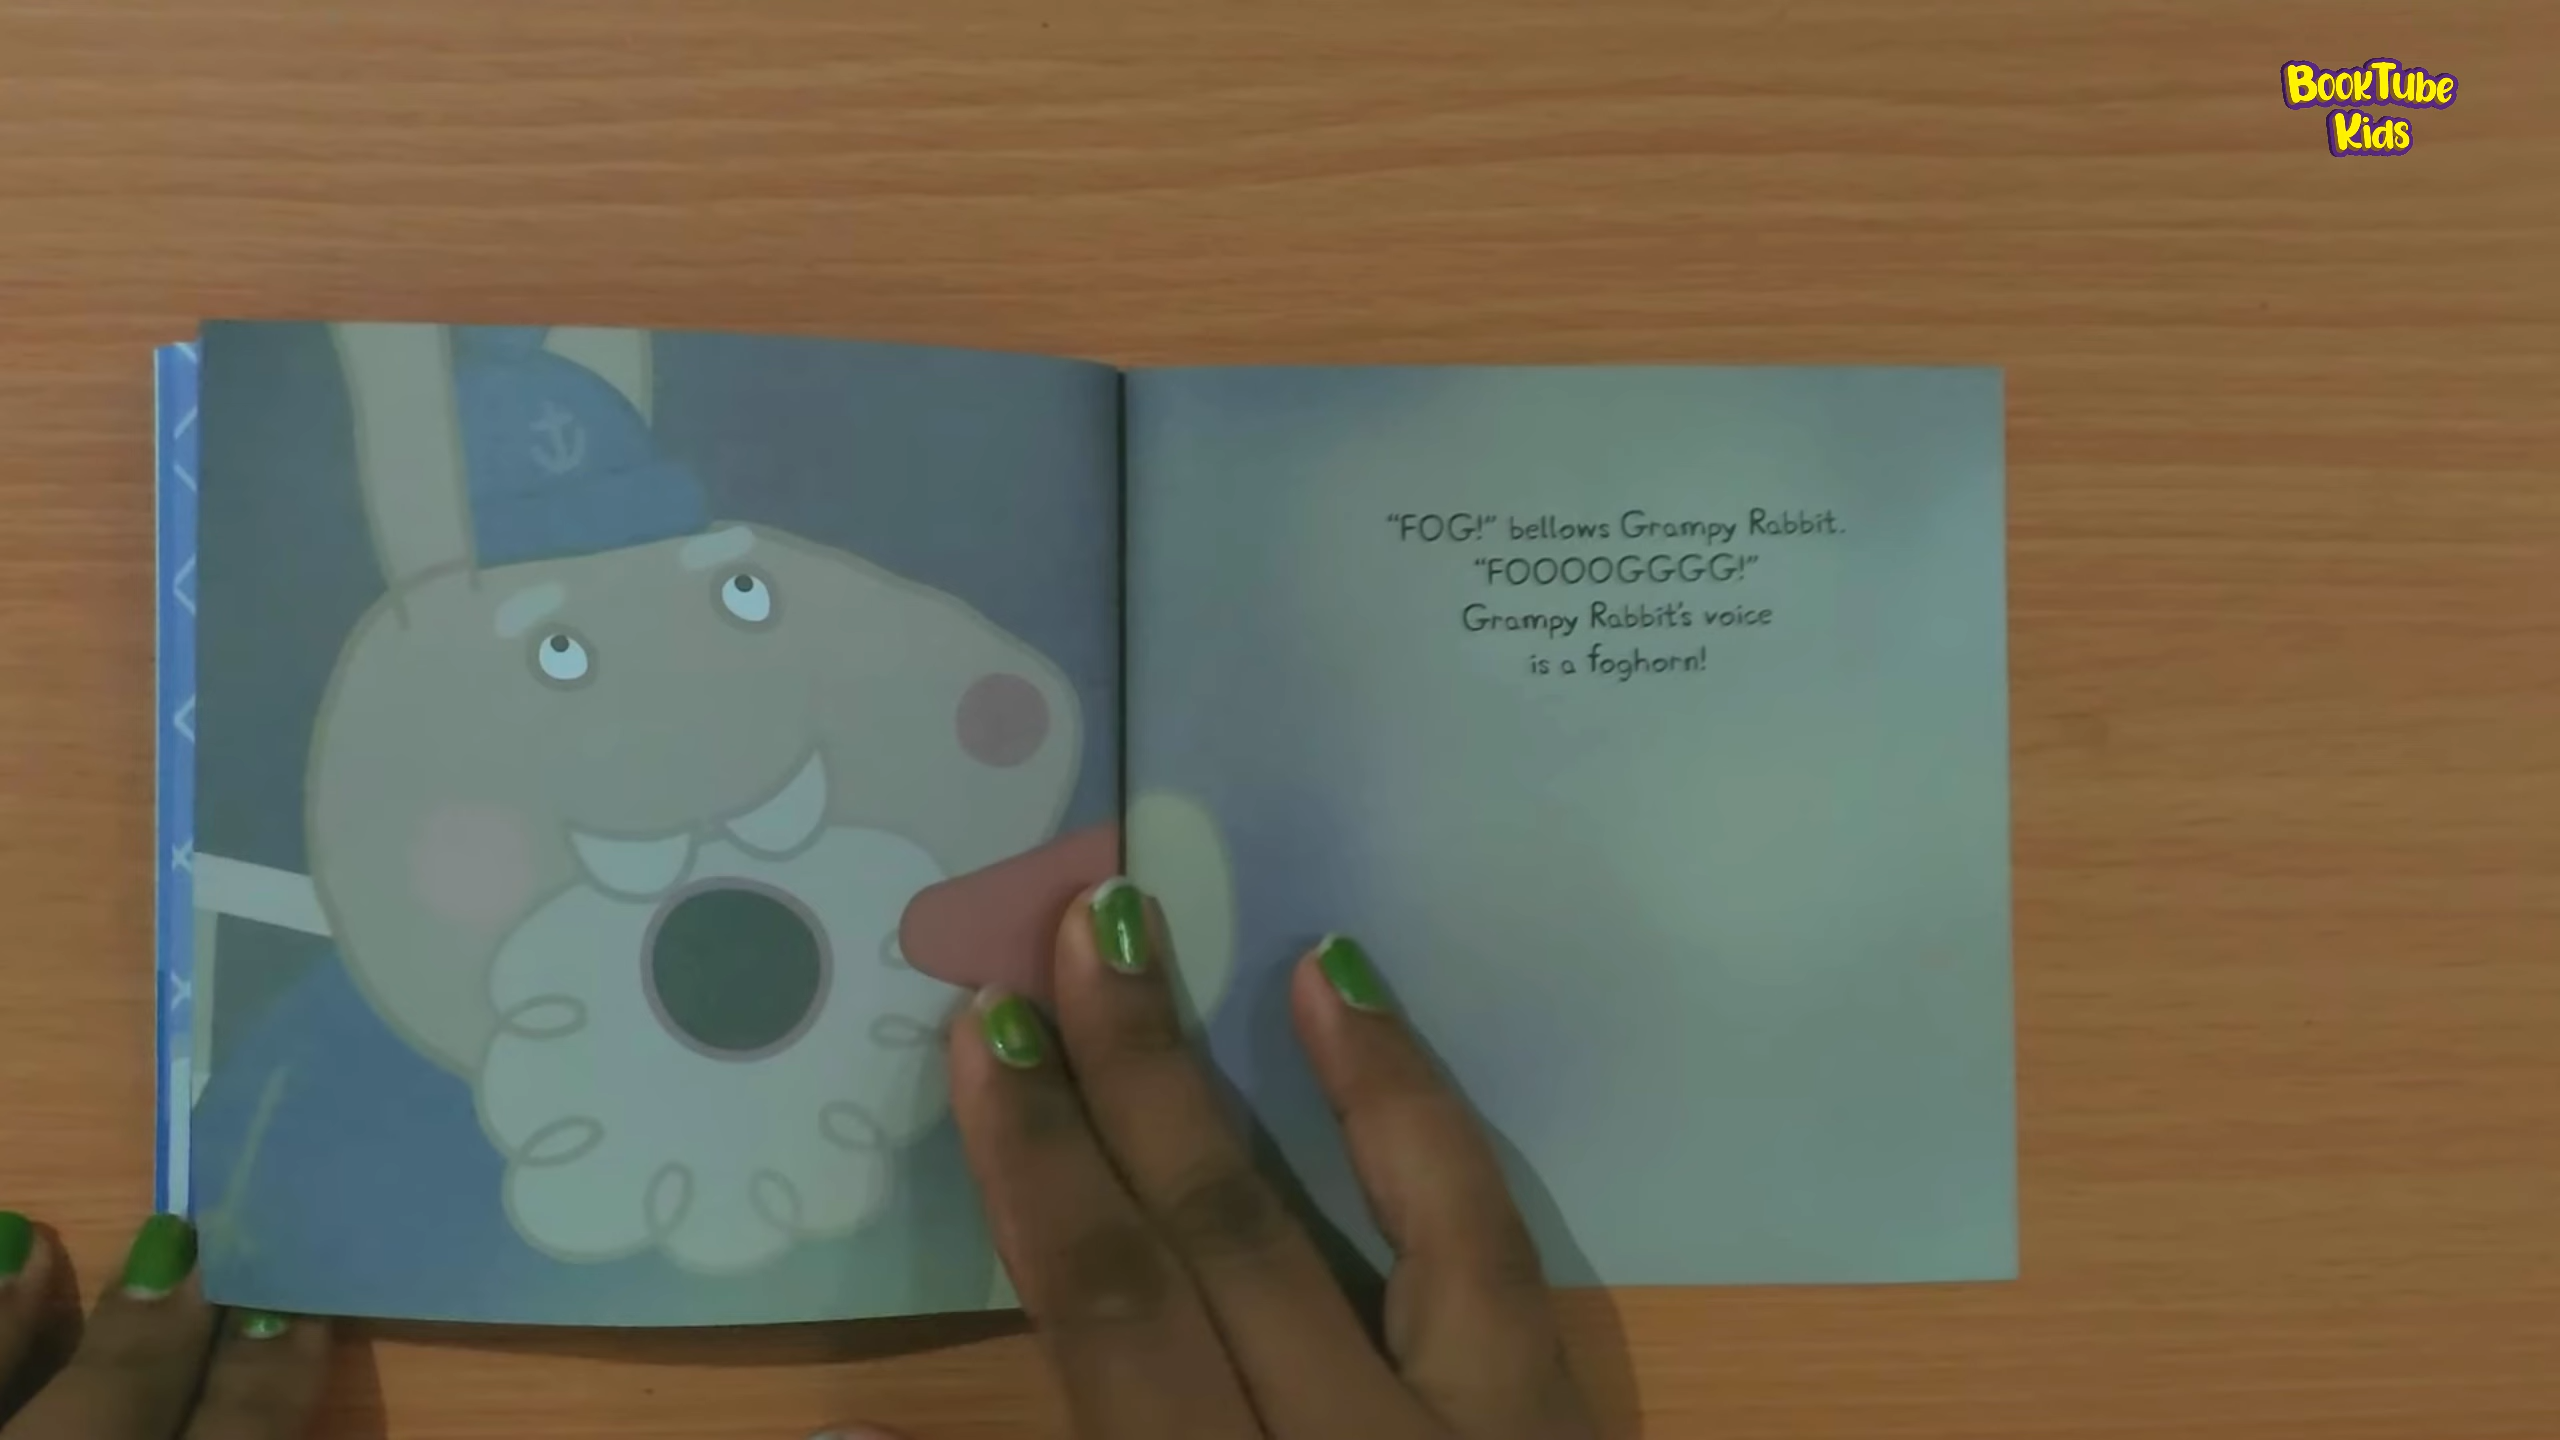 BookTube
Kids
“FOG!” bellows Grampy Rabbit.
“FOOOOGGGG!”
Grampy Rabbit’s voice
is a foghorn!